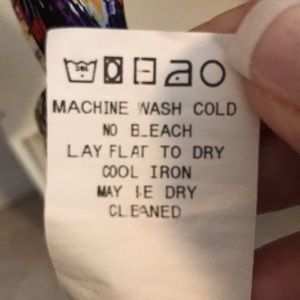 MACHINE WASH COLD
NO BLEACH
LAY FLAT TO DRY
COOL IRON
MAY BE DRY
CLEANED